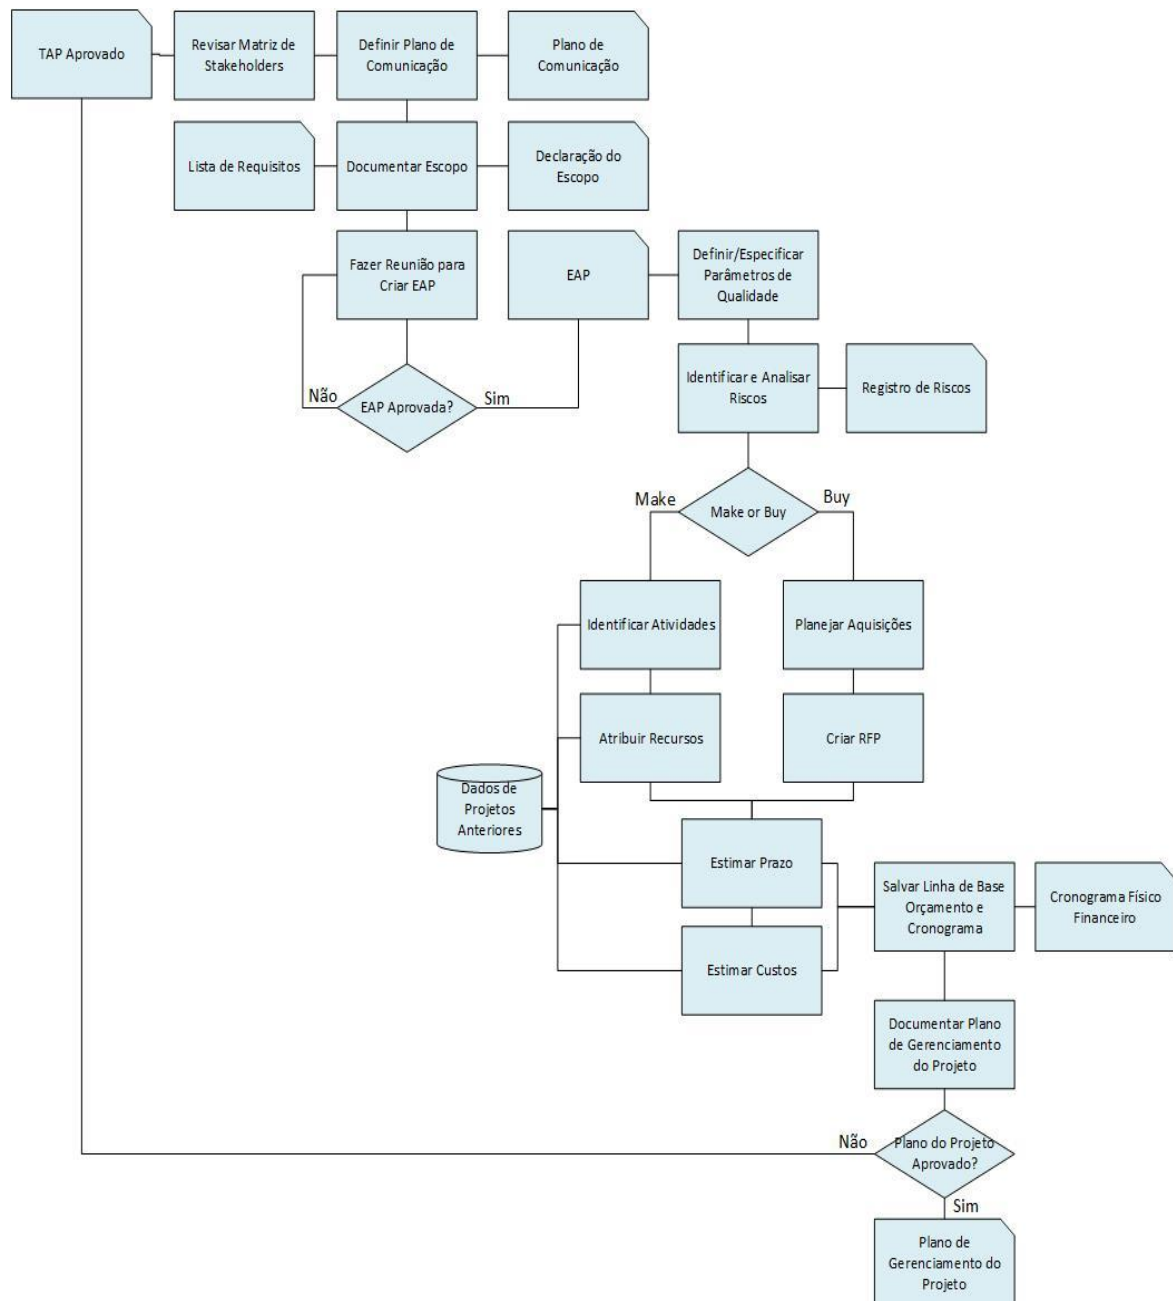 TAP Aprovado
Revisar Matriz de
Stakeholders
Definir Plano de
Comunicação
Plano de
Comunicação
Lista de Requisitos
Documentar Escopo
Declaração do
Escopo
Fazer Reunião para
Criar EAP
EAP
Definir/Especificar
Parâmetros de
Qualidade
Não
EAP Aprovada?
Sim
Identificar e Analisar
Riscos
Registro de Riscos
Make
Make or Buy
Buy
Identificar Atividades
Planejar Aquisições
Atribuir Recursos
Criar RFP
Dados de
Projetos
Anteriores
Estimar Prazo
Salvar Linha de Base
Orçamento e
Cronograma
Cronograma Físico
Financeiro
Estimar Custos
Documentar Plano
de Gerenciamento
do Projeto
Não
Plano do Projeto
Aprovado?
Sim
Plano de
Gerenciamento do
Projeto